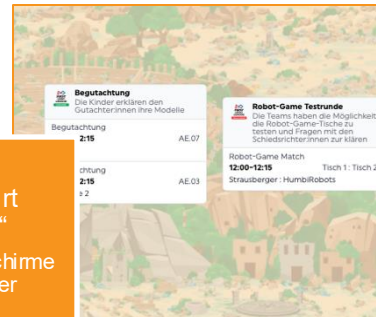 Begutachtung
Die Kinder erklären den
Gutachter:innen ihre Modelle
Begutachtung
2:15 AE.07
chtung
2:15 AE.03
e 2
Robot-Game Testrunde
Die Teams haben die Möglichkeit
die Robot-Game-Tische zu
testen und Fragen mit den
Schiedsrichter:innen zur klären
Robot-Game Match
12:00-12:15 Tisch 1 : Tisch 2
Strausberger : HumbiRobots
rt
“
chirme
er